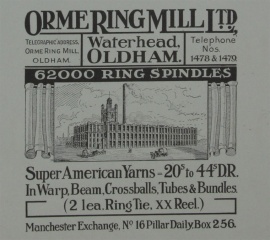 ORME RING MILL LTD.,
TELEGRAPHIC ADDRESS,
ORME RING MILL,
OLDHAM
Waterhead,
OLDHAM.
Telephone
Nos.
1478 & 1479.
62000 RING SPINDLES
Super American Yarns – 20s to 44s D.R.
In Warp, Beam, Crossballs, Tubes & Bundles.
(2 lea. Ring Tie, XX Reel.)
Manchester Exchange, No 16 Pillar Daily, Box 256.